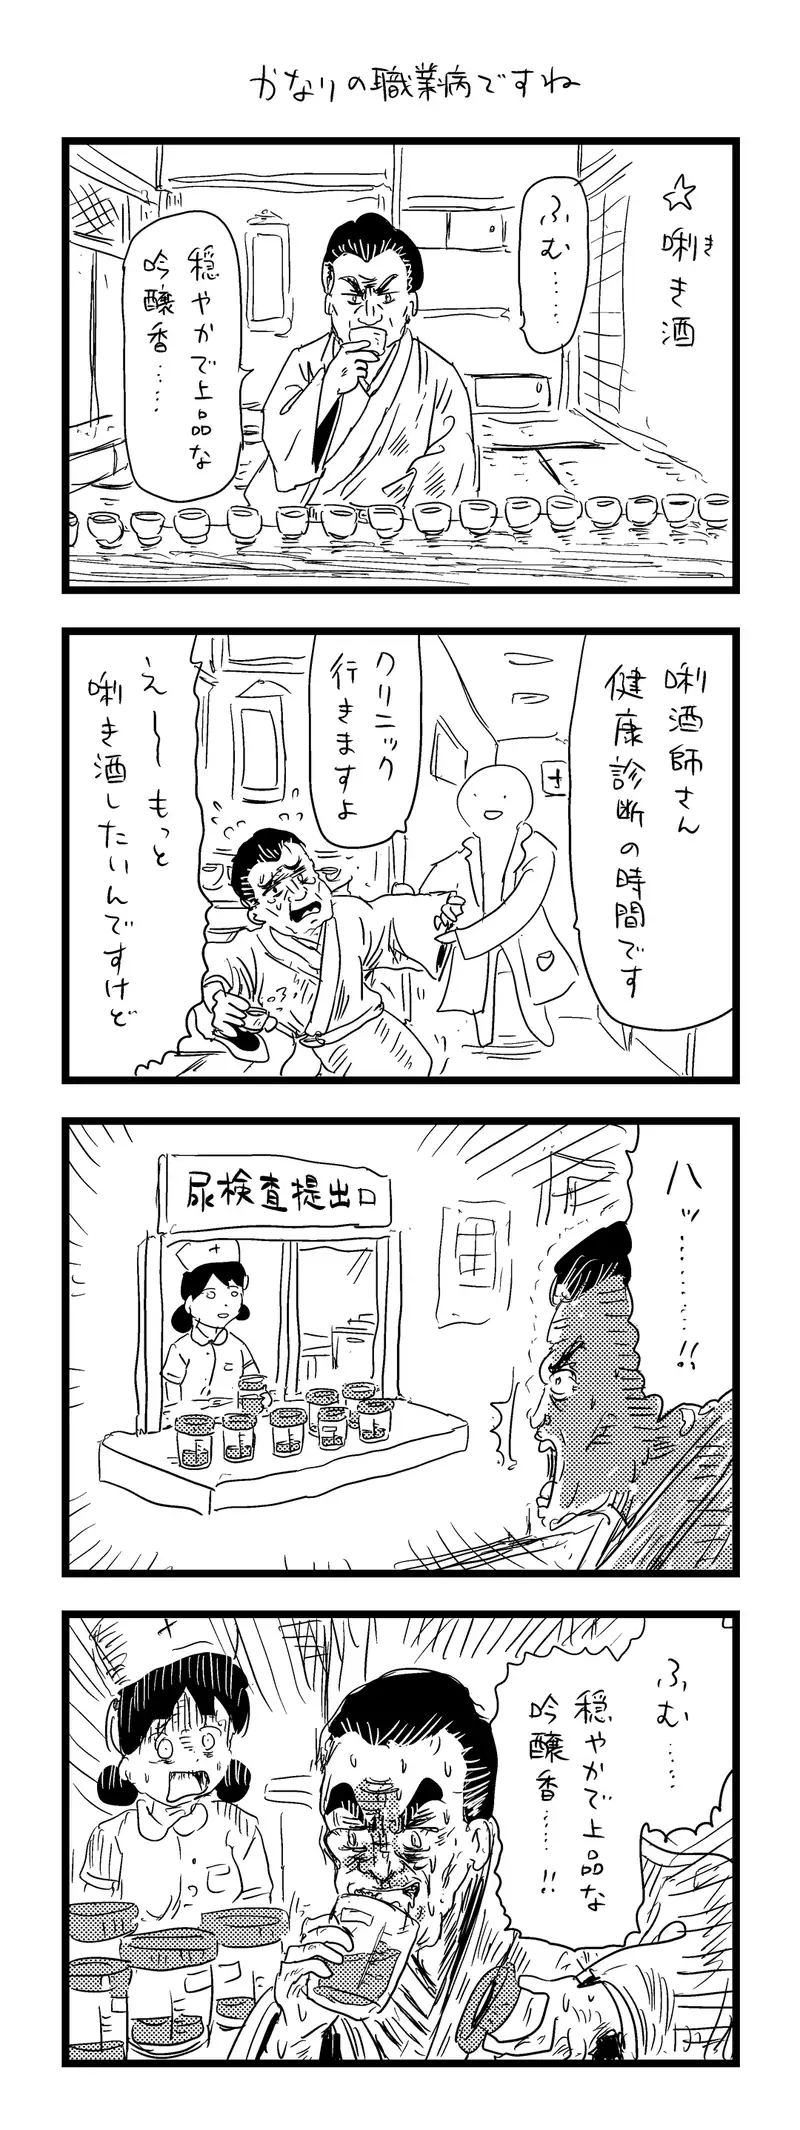 かなりの職業病ですね
☆唎き酒
き
ふむ……
穏やかで上品な
吟醸香……
唎酒師さん
健康診断の時間です
クリニック
行きますよ
え〜もっと
唎き酒したいんですけど
ハッ………!!
尿検査提出口
ふむ……
穏やかで上品な
吟醸香……!!